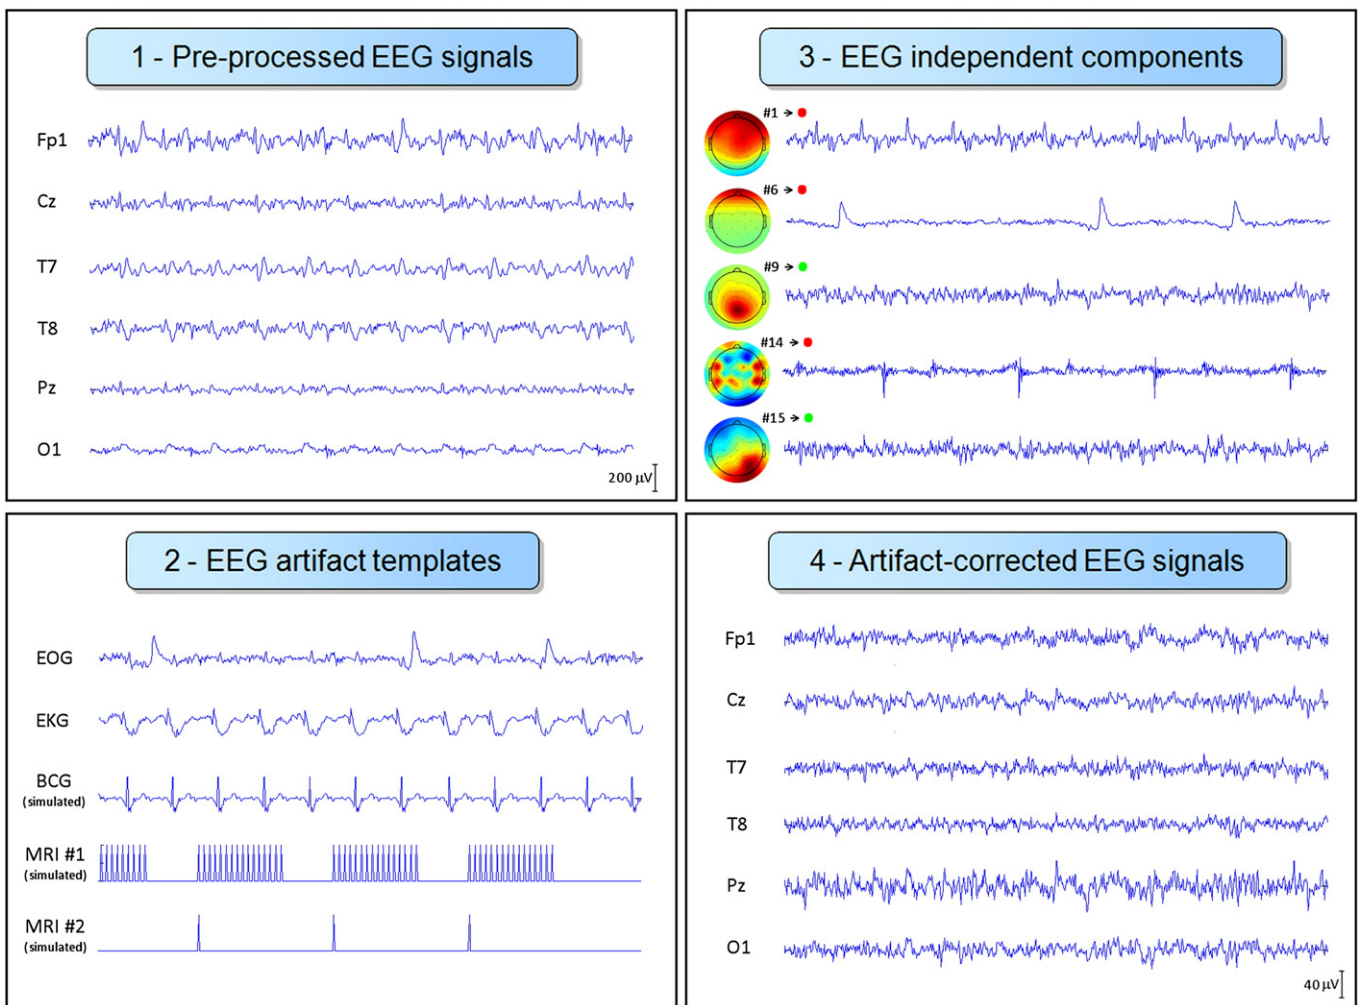 1 - Pre-processed EEG signals
Fp1
Cz
T7
T8
Pz
O1
200 µV
2 - EEG artifact templates
EOG
EKG
BCG
(simulated)
MRI #1
(simulated)
MRI #2
(simulated)
3 - EEG independent components
#1 →
#6 →
#9 →
#14 →
#15 →
4 - Artifact-corrected EEG signals
Fp1
Cz
T7
T8
Pz
O1
40 µV